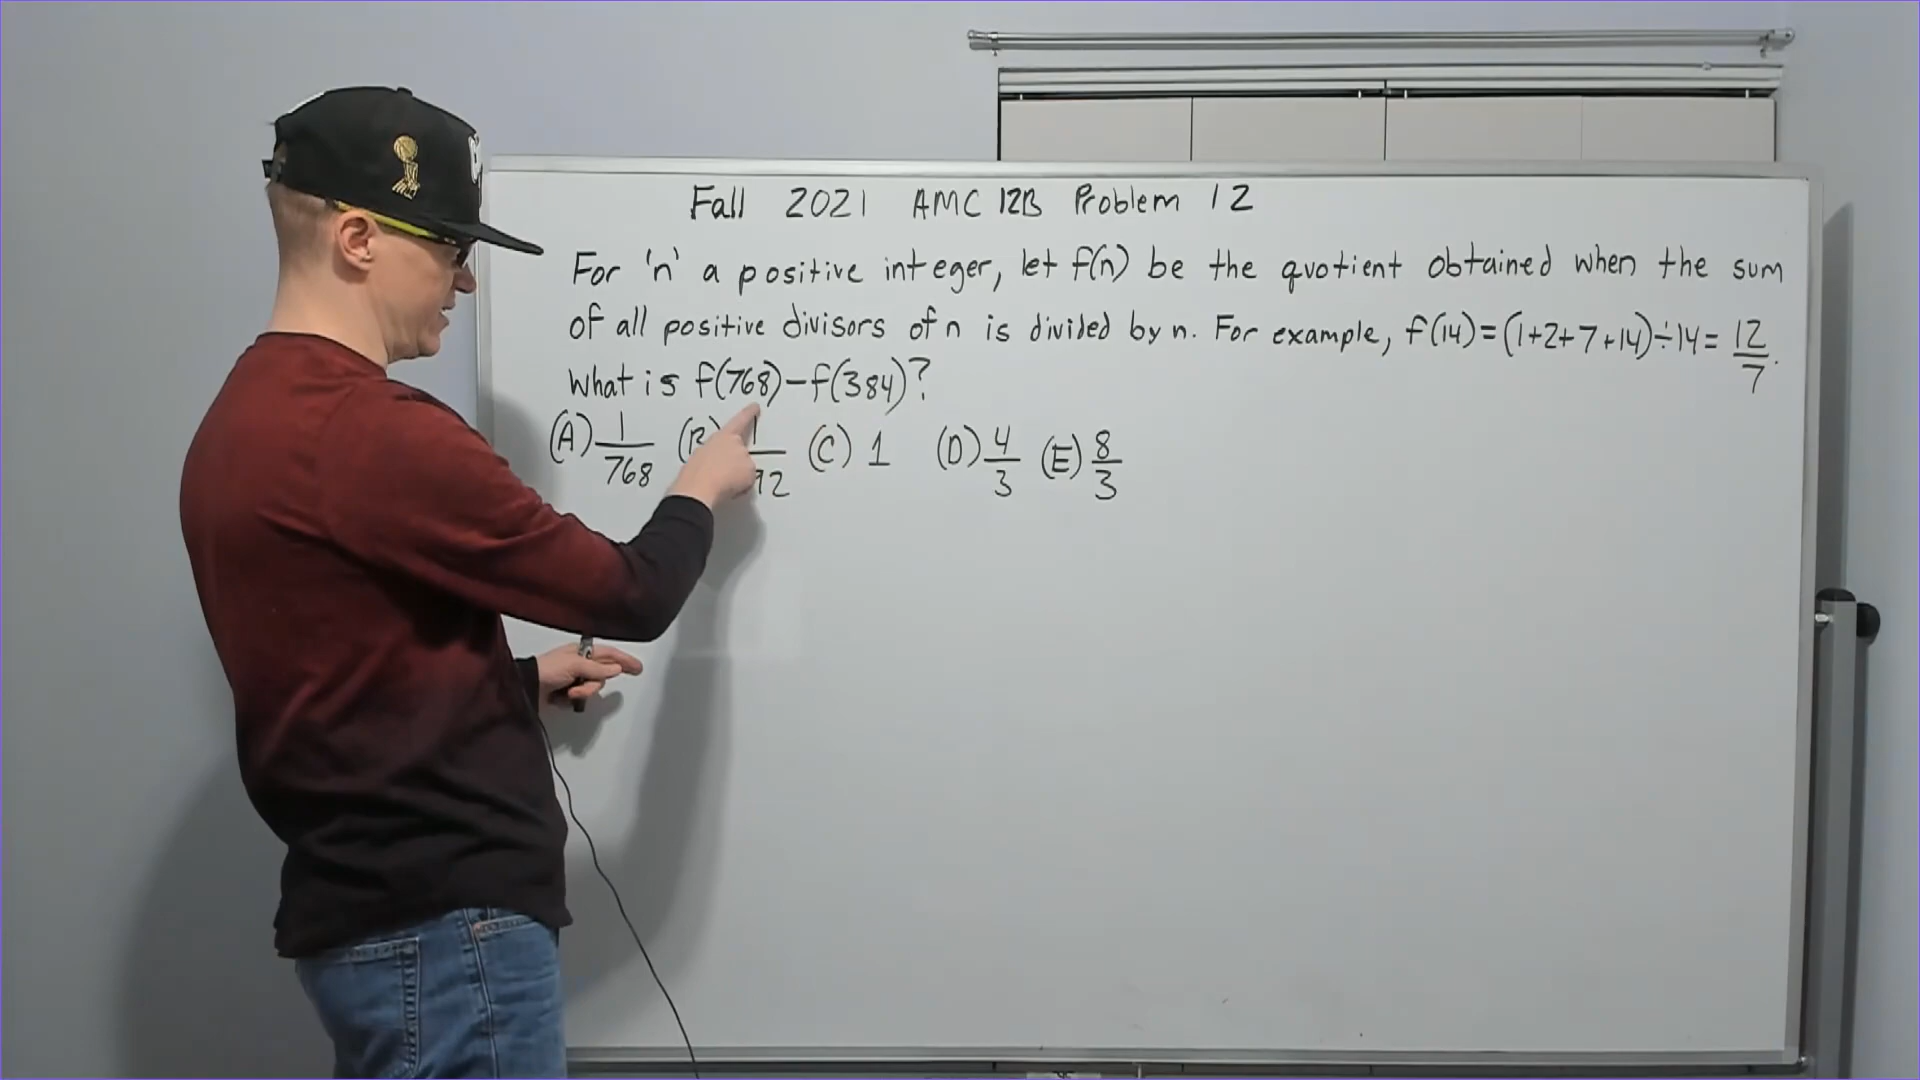 Fall 2021 AMC 12B Problem 12
For 'n' a positive integer, let f(n) be the quotient obtained when the sum
of all positive divisors of n is divided by n. For example, f(14)=(1+2+7+14)÷14=12/7.
What is f(768)-f(384)?
(A) 1/768 (C) 1 (D) 4/3 (E) 8/3